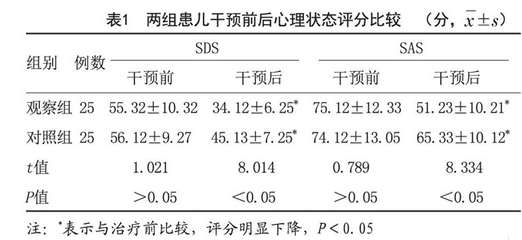 表1 两组患儿干预前后心理状态评分比较 （分，x̄±s）
组别 例数 SDS SAS
干预前 干预后 干预前 干预后
观察组 25 55.32±10.32 34.12±6.25* 75.12±12.33 51.23±10.21*
对照组 25 56.12±9.27 45.13±7.25* 74.12±13.05 65.33±10.12*
t值 1.021 8.014 0.789 8.334
P值 ＞0.05 ＜0.05 ＞0.05 ＜0.05
注：*表示与治疗前比较，评分明显下降，P＜0.05